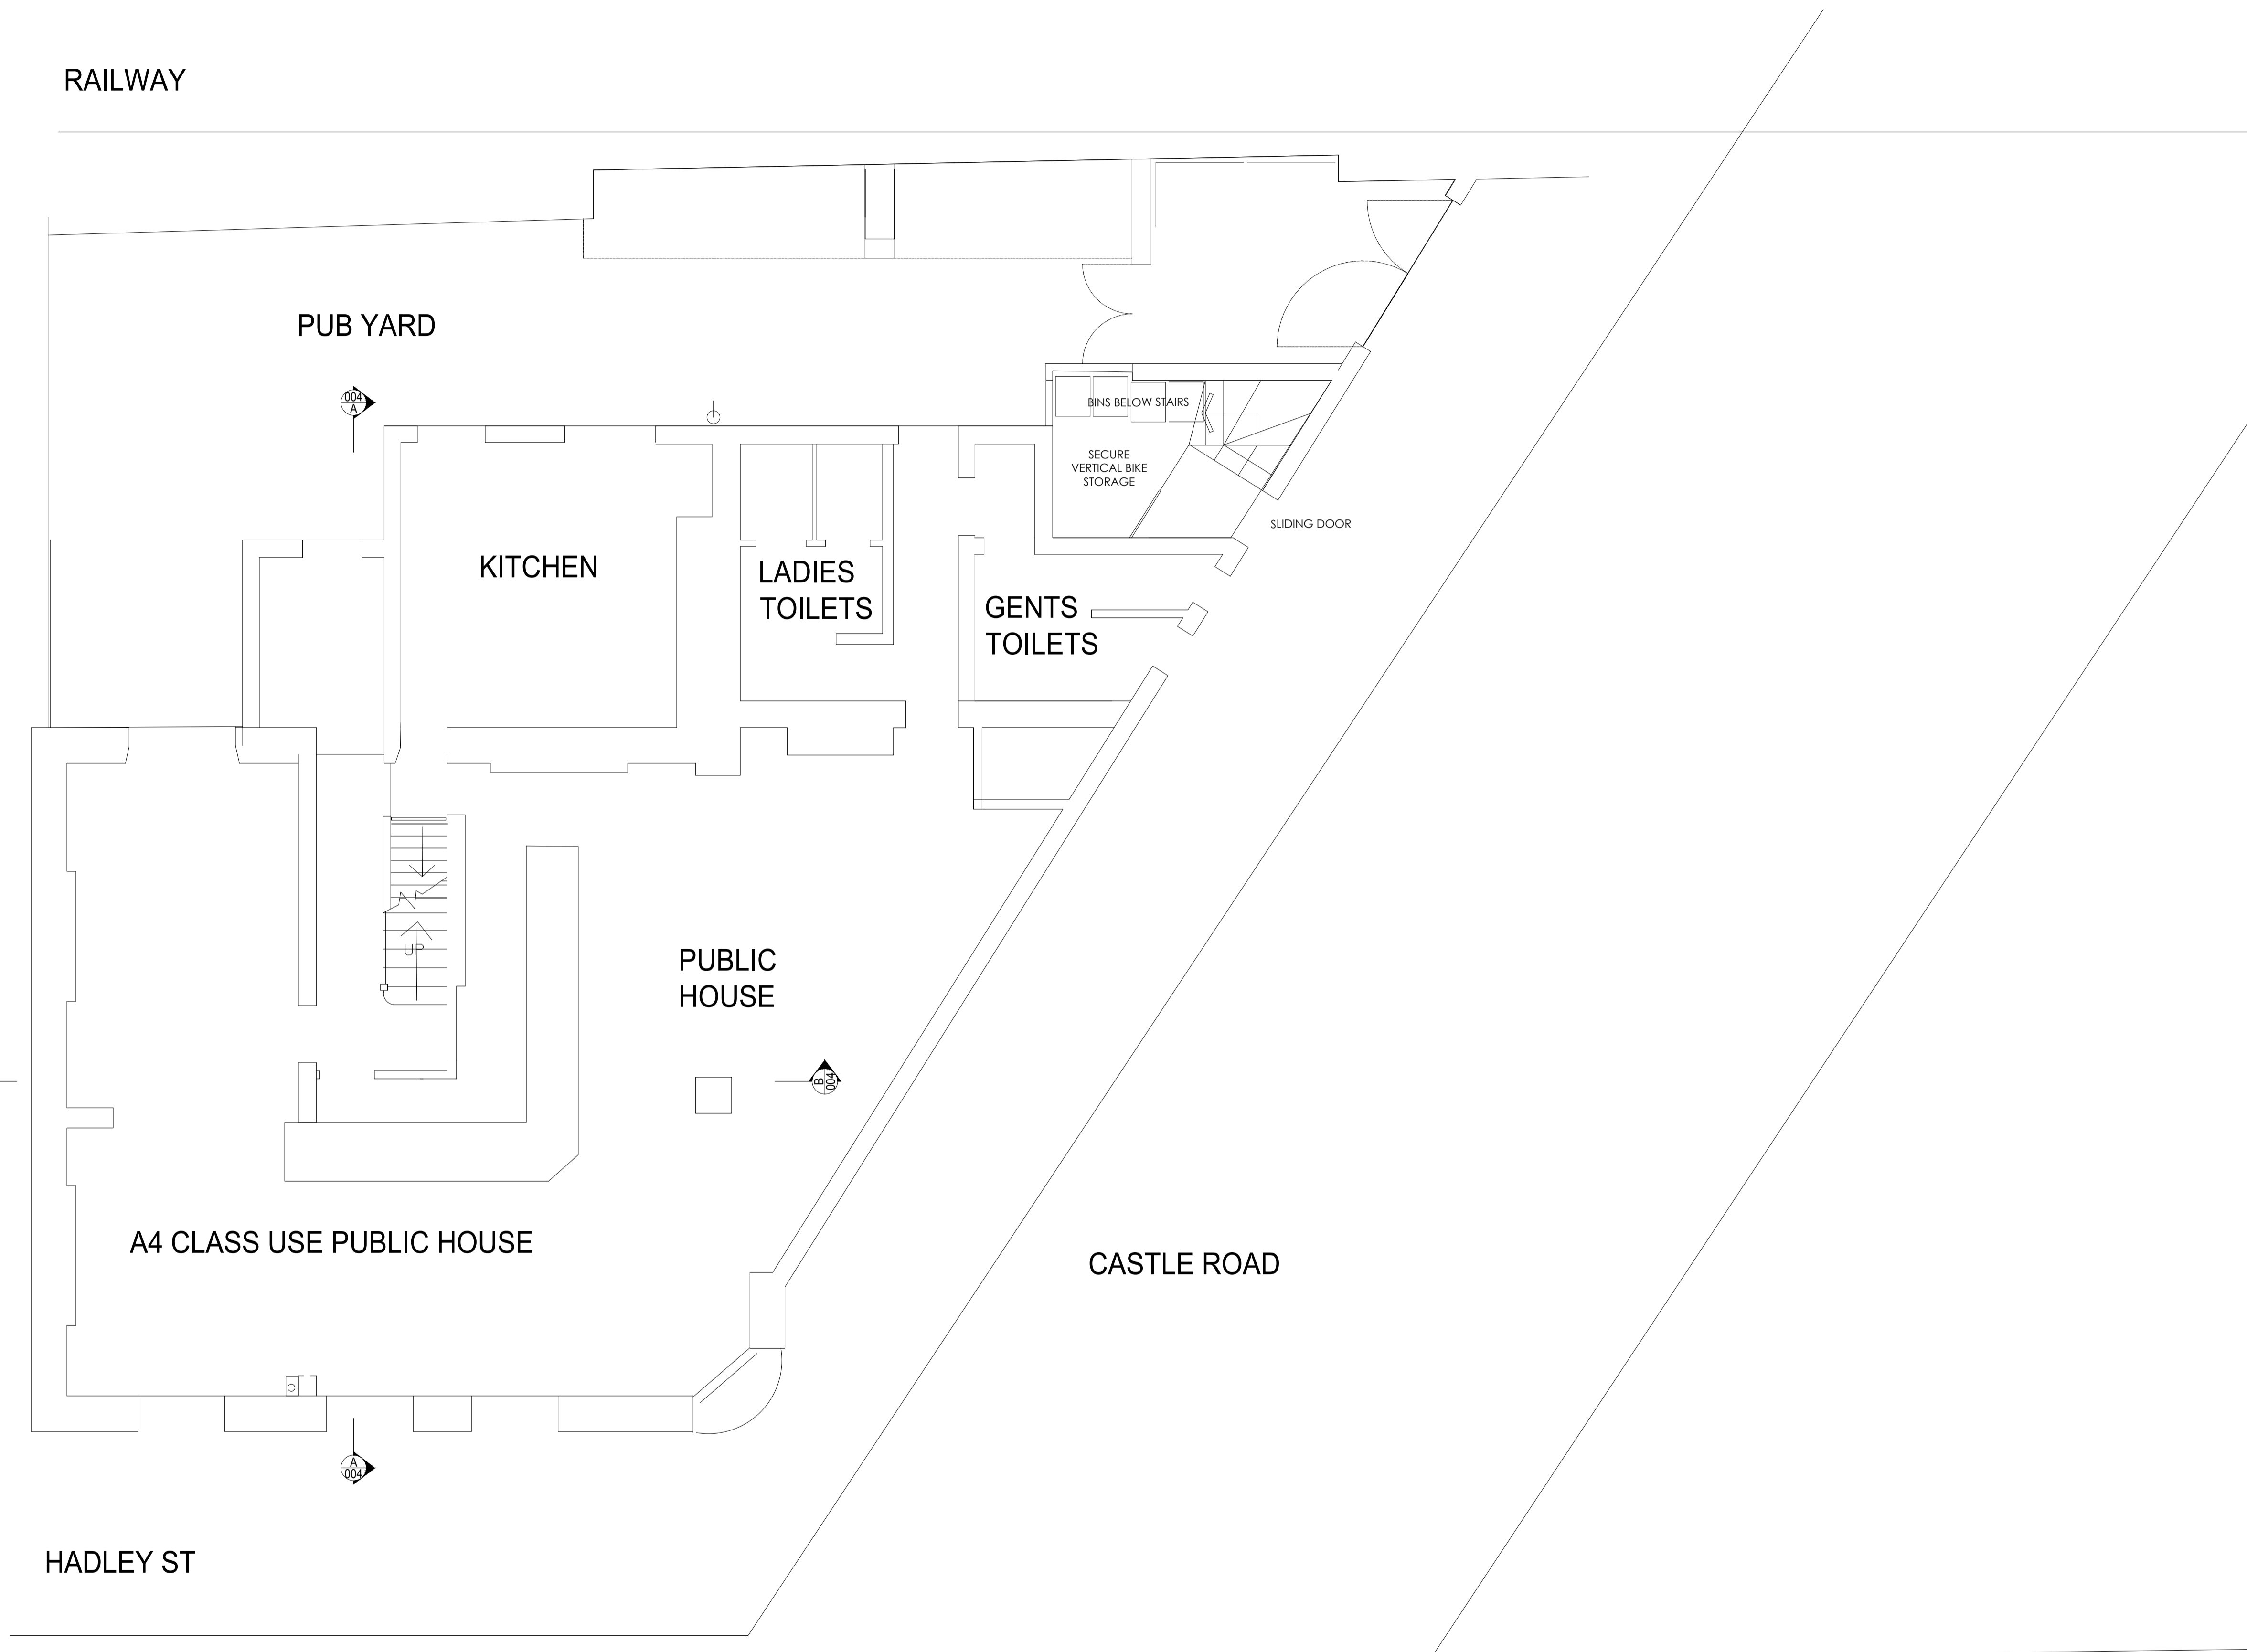 RAILWAY
PUB YARD
004
A
BINS BELOW STAIRS
SECURE
VERTICAL BIKE
STORAGE
SLIDING DOOR
KITCHEN
LADIES
TOILETS
GENTS
TOILETS
UP
PUBLIC
HOUSE
B
004
A4 CLASS USE PUBLIC HOUSE
CASTLE ROAD
A
004
HADLEY ST